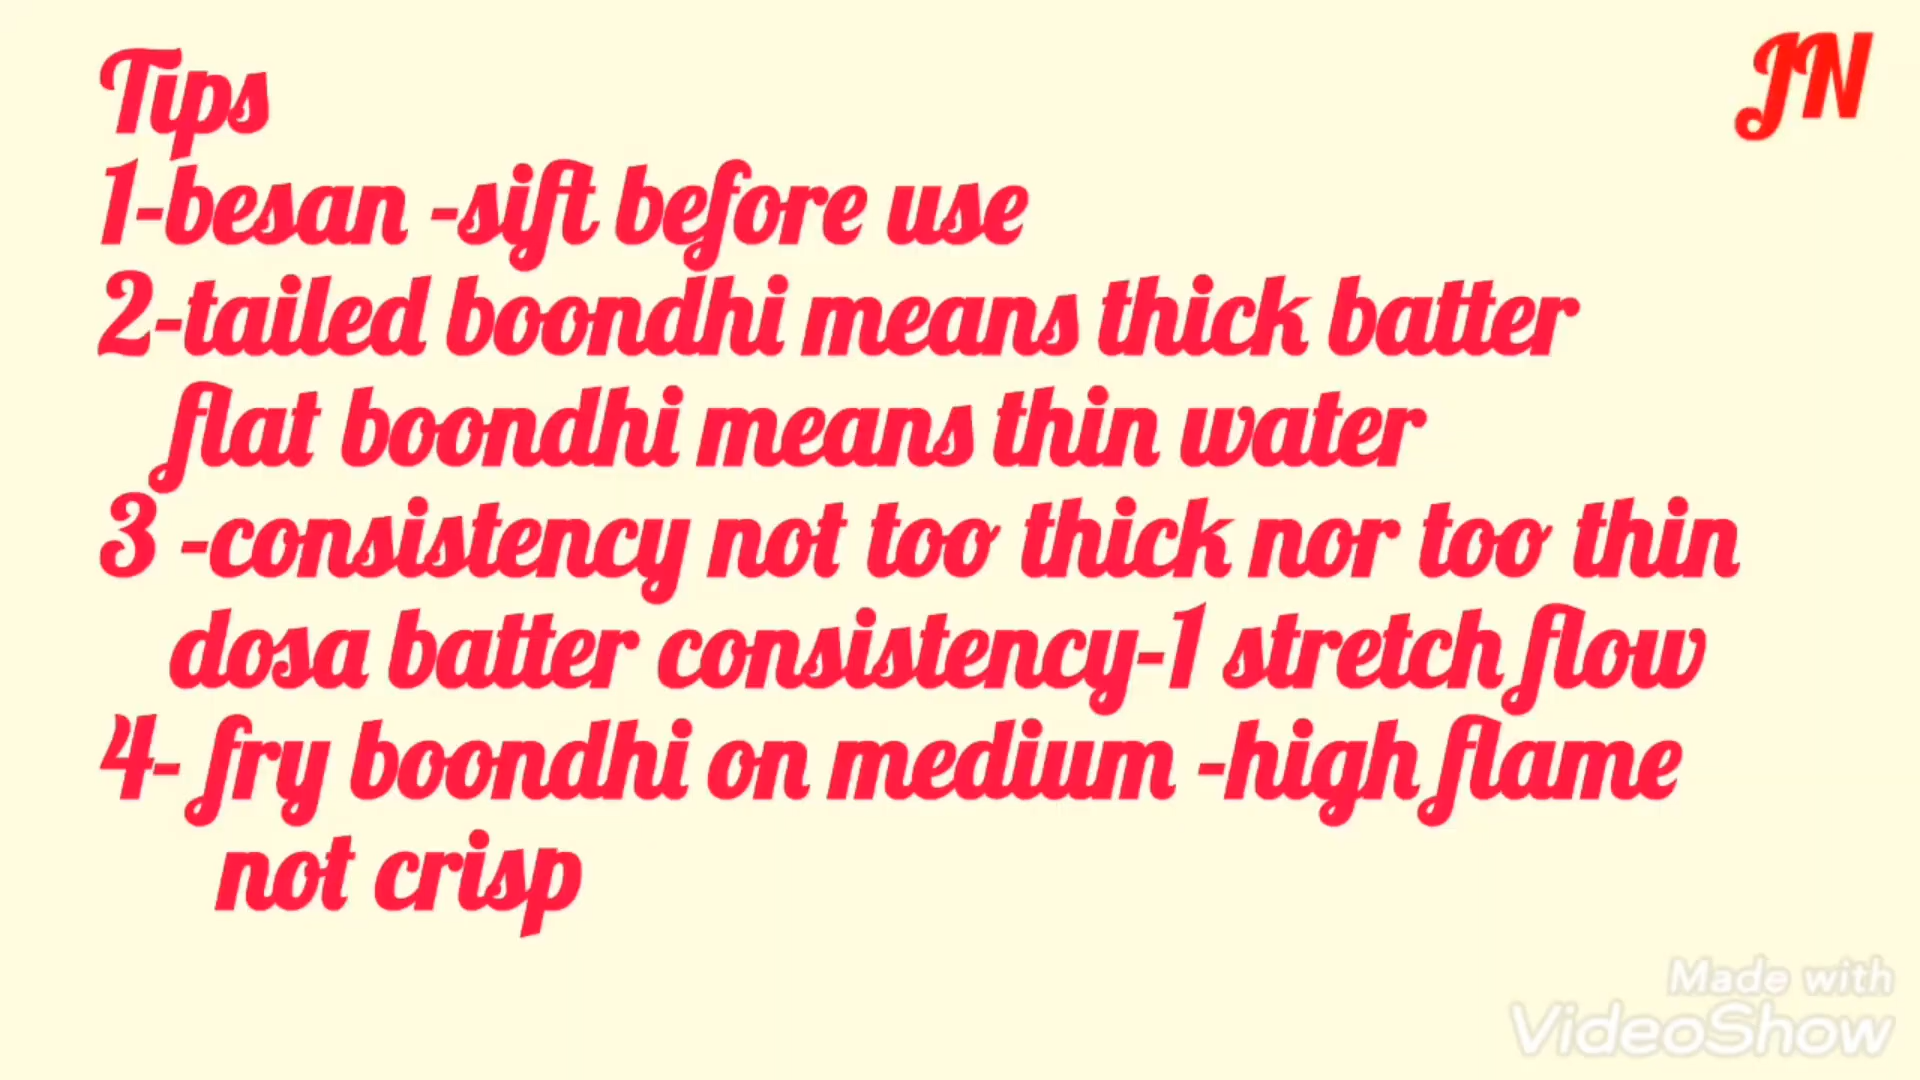 Tips
JN
1-besan -sift before use
2-tailed boondhi means thick batter
flat boondhi means thin water
3 -consistency not too thick nor too thin
dosa batter consistency-1 stretch flow
4- fry boondhi on medium -high flame
not crisp
Made with
VideoShow